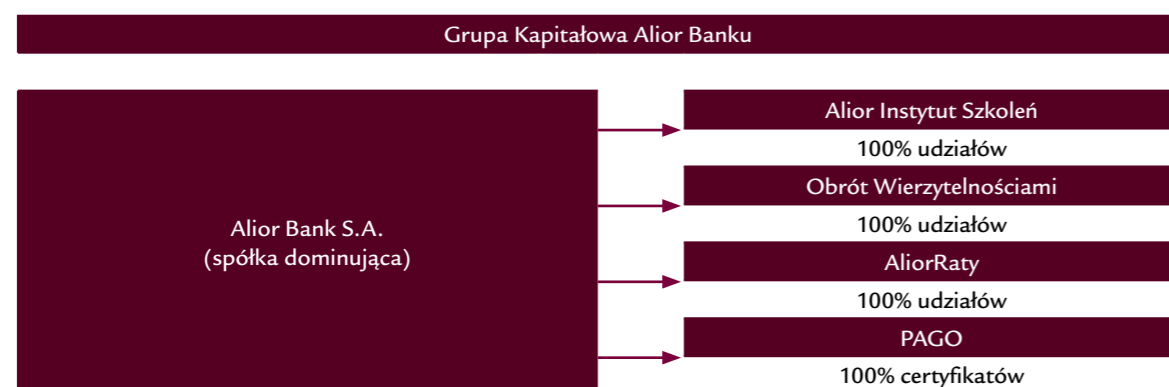 Grupa Kapitałowa Alior Banku
Alior Bank S.A.
(spółka dominująca)
Alior Instytut Szkoleń
100% udziałów
Obrót Wierzytelnościami
100% udziałów
AliorRaty
100% udziałów
PAGO
100% certyfikatów